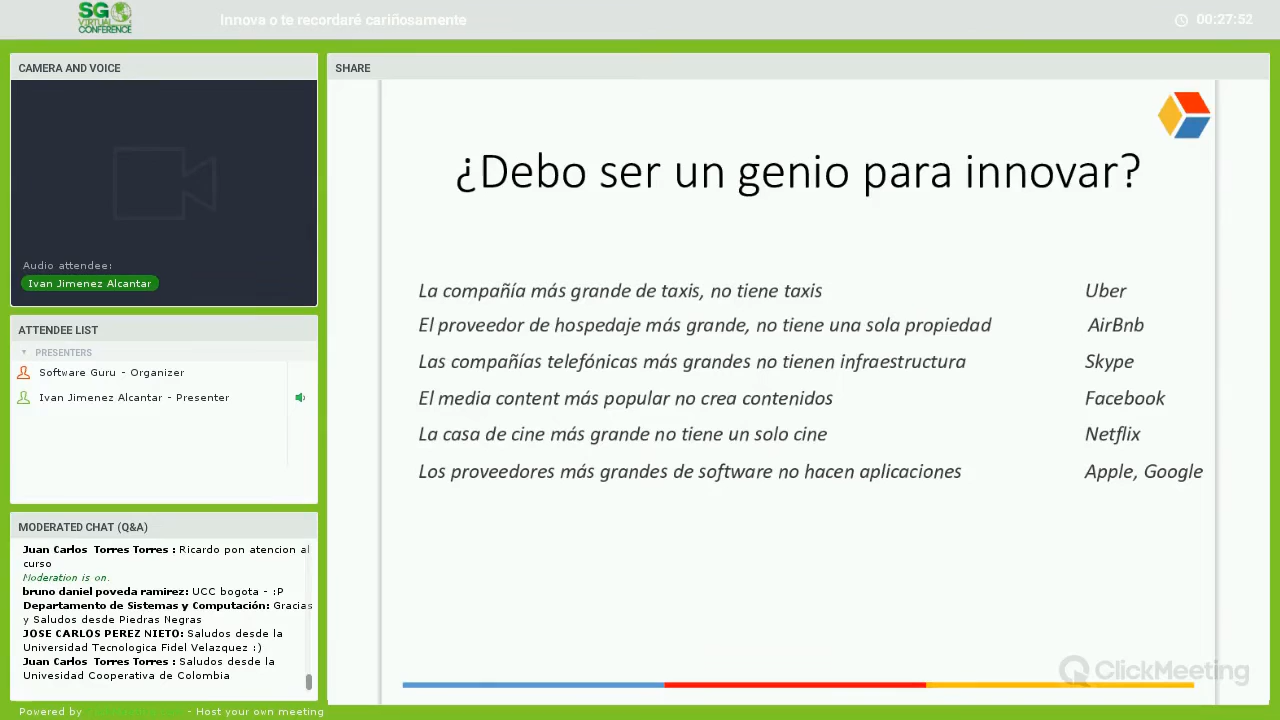 SG
VIRTUAL
CONFERENCE
Innova o te recordaré cariñosamente
00:27:52
CAMERA AND VOICE
Audio attendee:
Ivan Jimenez Alcantar
ATTENDEE LIST
PRESENTERS
Software Guru - Organizer
Ivan Jimenez Alcantar - Presenter
MODERATED CHAT (Q&A)
Juan Carlos Torres Torres : Ricardo pon atencion al
curso
Moderation is on.
bruno daniel poveda ramirez: UCC bogota - :P
Departamento de Sistemas y Computación: Gracias
y Saludos desde Piedras Negras
JOSE CARLOS PEREZ NIETO: Saludos desde la
Universidad Tecnologica Fidel Velazquez :)
Juan Carlos Torres Torres : Saludos desde la
Univesidad Cooperativa de Colombia
Powered by - Host your own meeting
SHARE
¿Debo ser un genio para innovar?
La compañía más grande de taxis, no tiene taxis Uber
El proveedor de hospedaje más grande, no tiene una sola propiedad AirBnb
Las compañías telefónicas más grandes no tienen infraestructura Skype
El media content más popular no crea contenidos Facebook
La casa de cine más grande no tiene un solo cine Netflix
Los proveedores más grandes de software no hacen aplicaciones Apple, Google
ClickMeeting